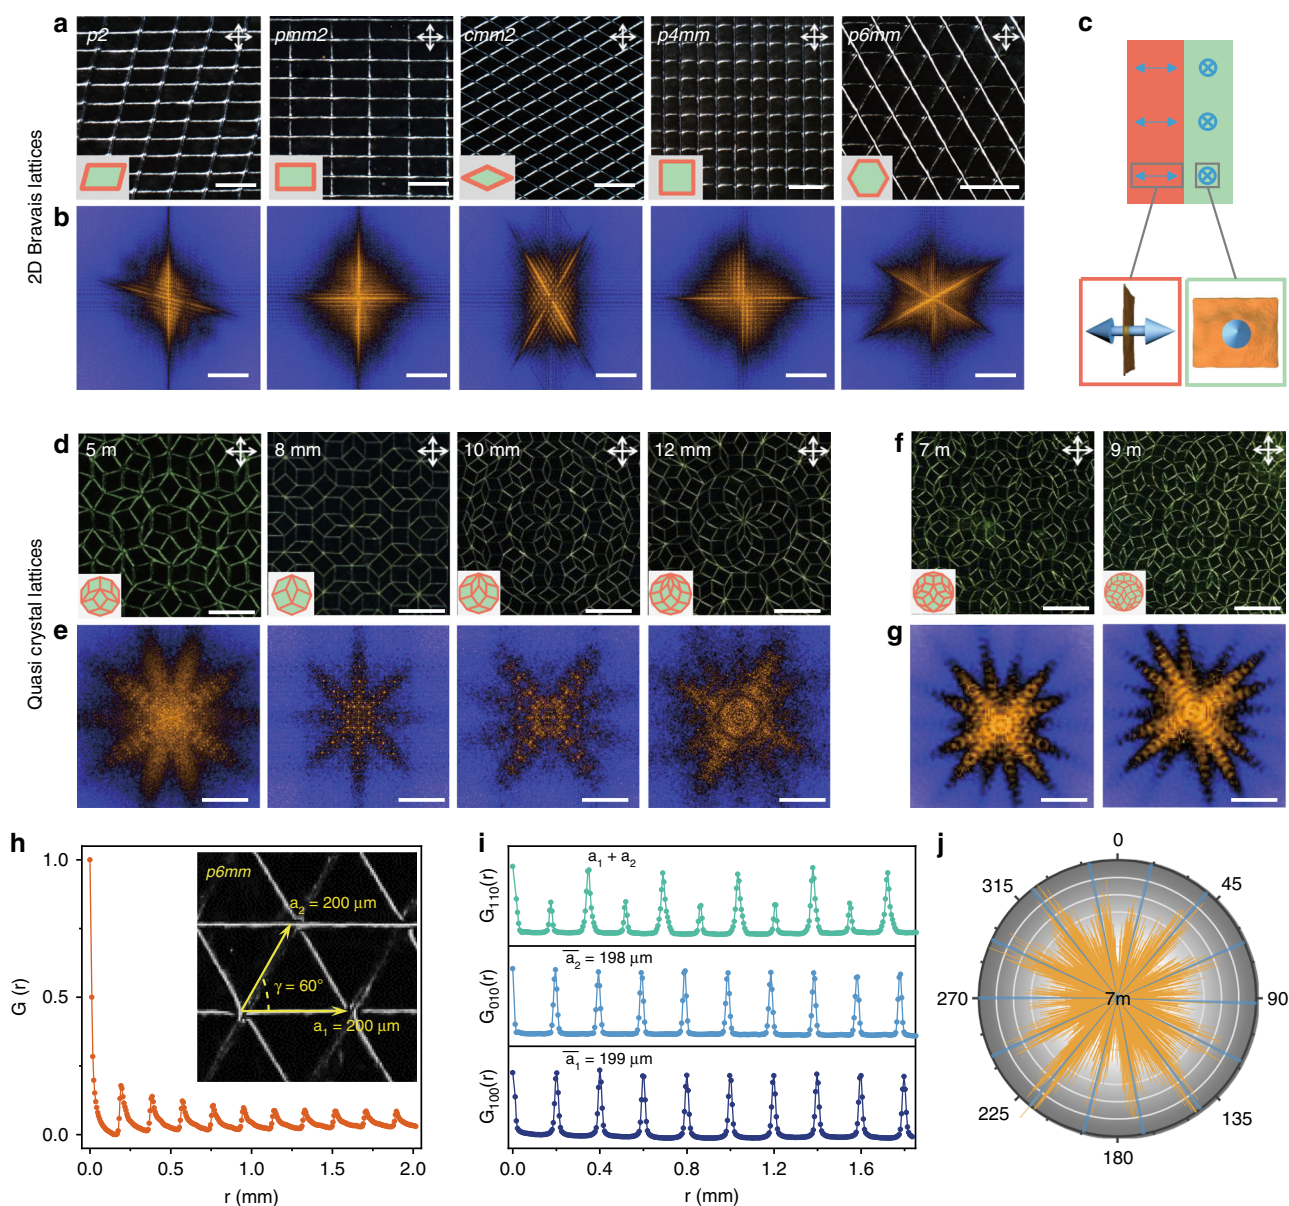 a
p2
pmm2
cmm2
p4mm
p6mm
c
2D Bravais lattices
b
d
5 m
8 mm
10 mm
12 mm
f
7 m
9 m
Quasi crystal lattices
e
g
h
G (r)
1.0
0.5
0.0
p6mm
a2 = 200 μm
γ = 60°
a1 = 200 μm
0.0 0.5 1.0 1.5 2.0
r (mm)
i
G110(r)
a1 + a2
G010(r)
a̅2 = 198 μm
G100(r)
a̅1 = 199 μm
0.0 0.4 0.8 1.2 1.6
r (mm)
j
0
315
45
270
7m
90
225
135
180